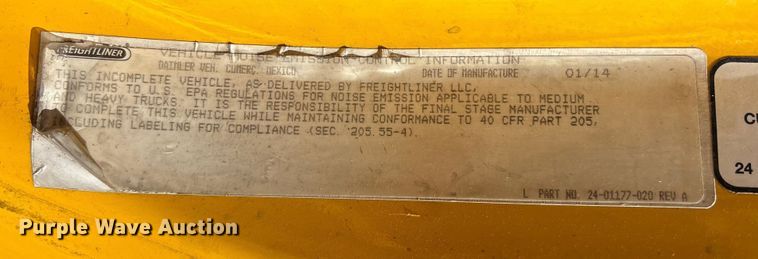 FREIGHTLINER
VEHICLE NOISE EMISSION CONTROL INFORMATION
DAIMLER VEH. COMERC. MEXICO DATE OF MANUFACTURE 01/14
THIS INCOMPLETE VEHICLE, AS DELIVERED BY FREIGHTLINER LLC,
CONFORMS TO U.S. EPA REGULATIONS FOR NOISE EMISSION APPLICABLE TO MEDIUM
AND HEAVY TRUCKS. IT IS THE RESPONSIBILITY OF THE FINAL STAGE MANUFACTURER
TO COMPLETE THIS VEHICLE WHILE MAINTAINING CONFORMANCE TO 40 CFR PART 205,
INCLUDING LABELING FOR COMPLIANCE (SEC. 205.55-4).
L PART NO. 24-01177-020 REV A
24
Purple Wave Auction